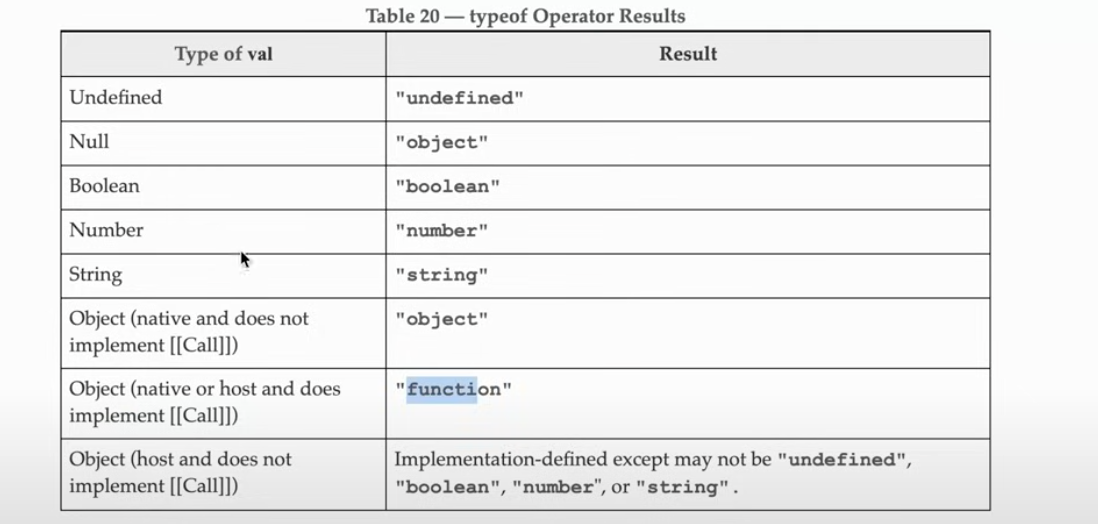 Table 20 — typeof Operator Results
Type of val Result
Undefined "undefined"
Null "object"
Boolean "boolean"
Number "number"
String "string"
Object (native and does not "object"
implement [[Call]])
Object (native or host and does "function"
implement [[Call]])
Object (host and does not Implementation-defined except may not be "undefined",
implement [[Call]]) "boolean", "number", or "string".